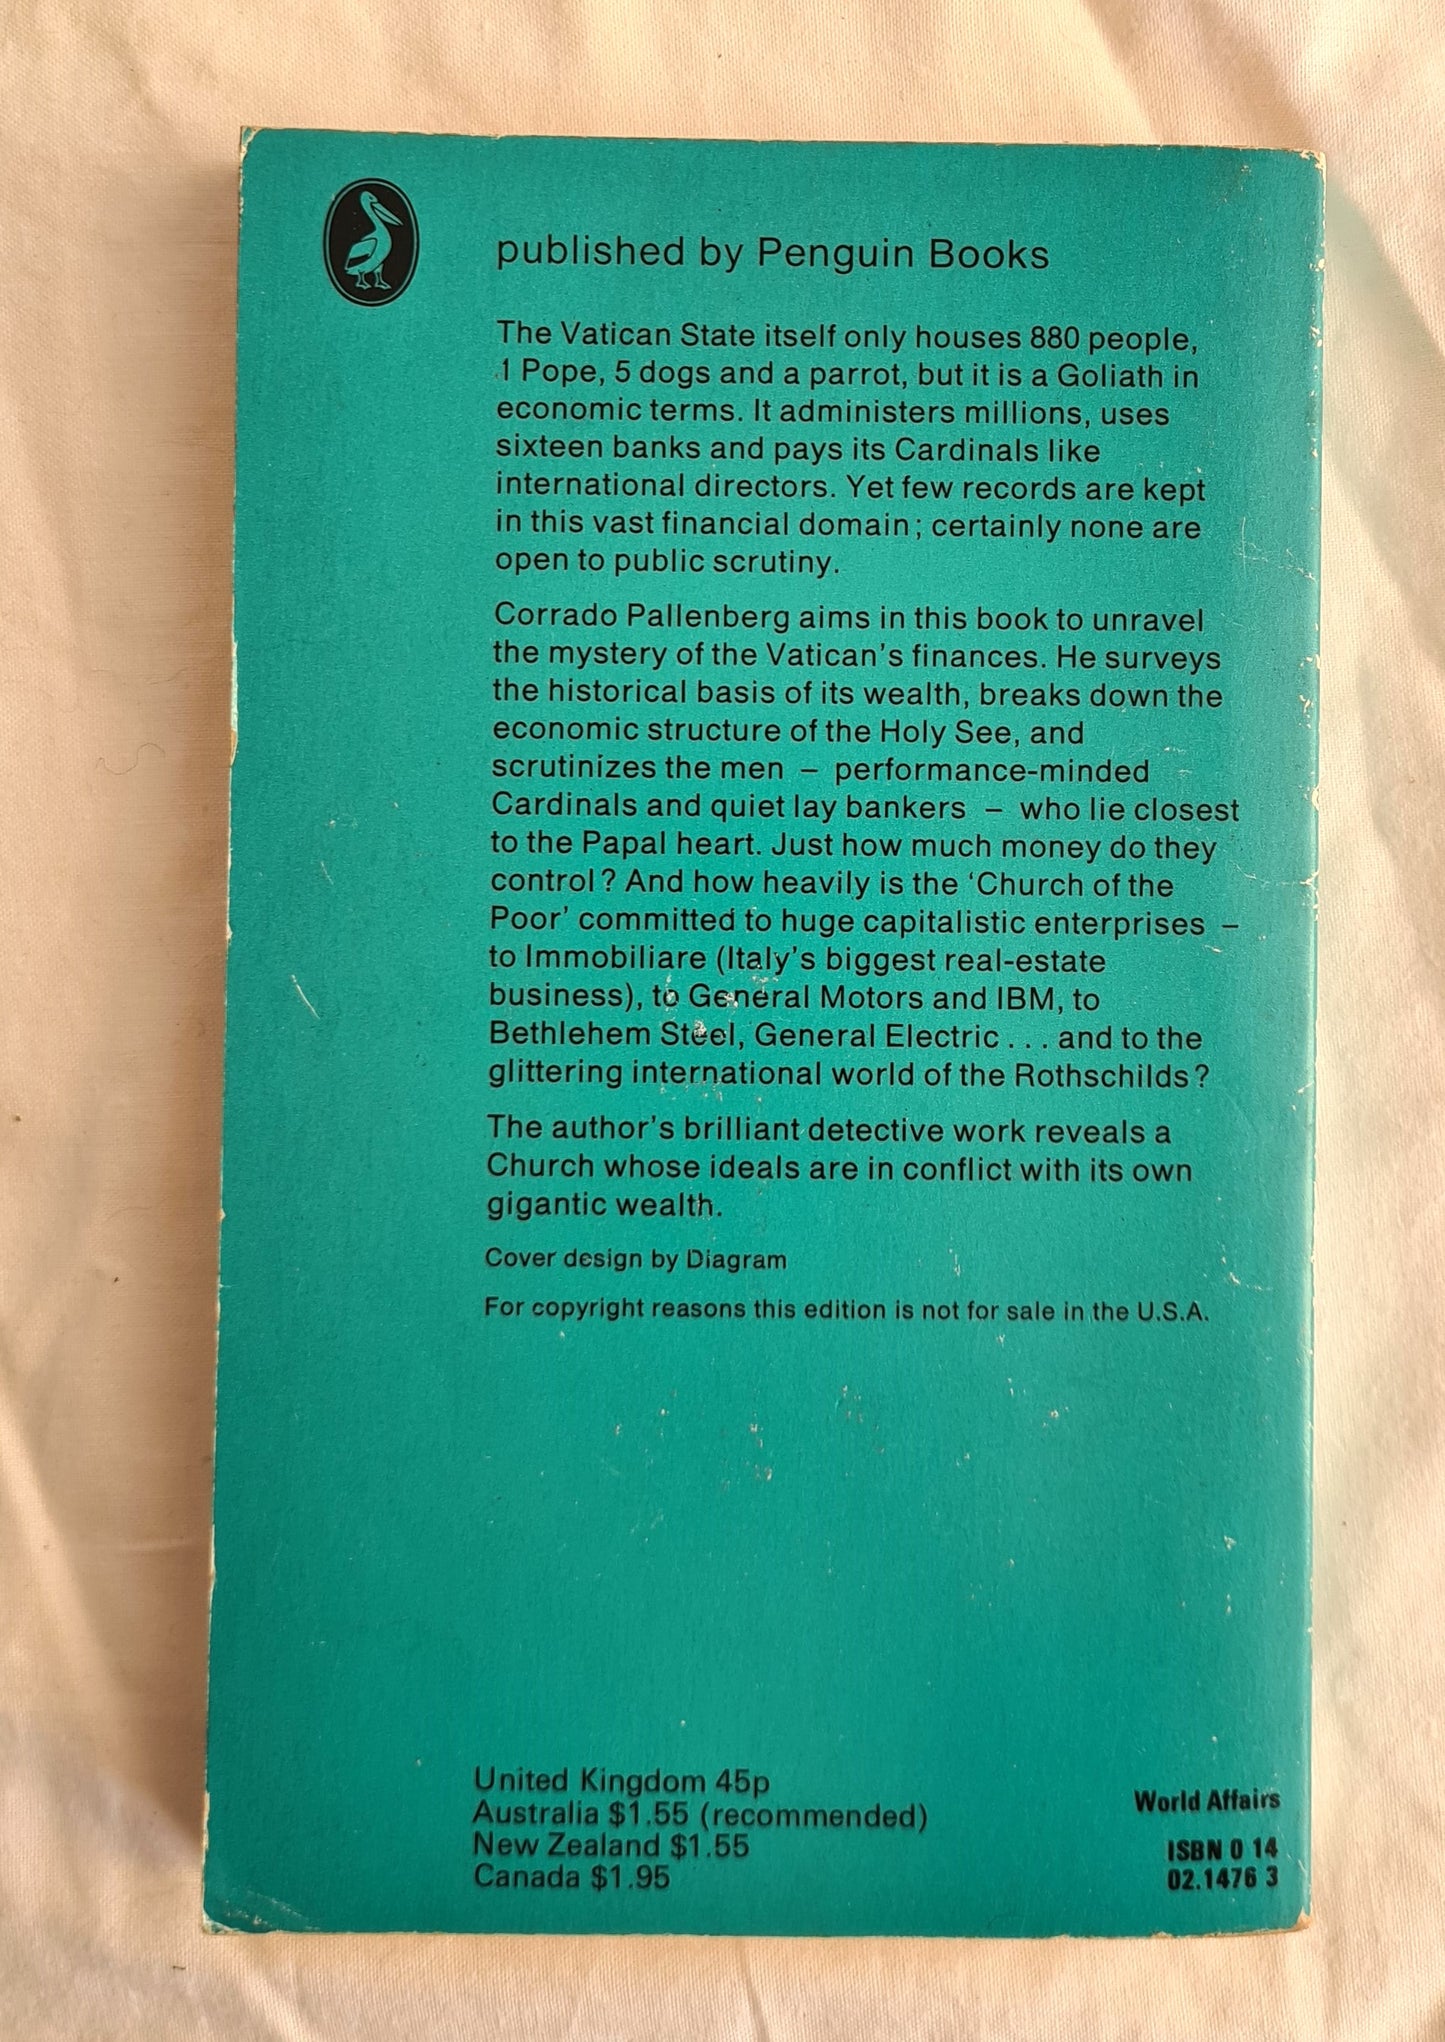 published by Penguin Books
The Vatican State itself only houses 880 people,
1 Pope, 5 dogs and a parrot, but it is a Goliath in
economic terms. It administers millions, uses
sixteen banks and pays its Cardinals like
international directors. Yet few records are kept
in this vast financial domain; certainly none are
open to public scrutiny.
Corrado Pallenberg aims in this book to unravel
the mystery of the Vatican's finances. He surveys
the historical basis of its wealth, breaks down the
economic structure of the Holy See, and
scrutinizes the men – performance-minded
Cardinals and quiet lay bankers – who lie closest
to the Papal heart. Just how much money do they
control? And how heavily is the 'Church of the
Poor' committed to huge capitalistic enterprises –
to Immobiliare (Italy's biggest real-estate
business), to General Motors and IBM, to
Bethlehem Steel, General Electric . . . and to the
glittering international world of the Rothschilds?
The author's brilliant detective work reveals a
Church whose ideals are in conflict with its own
gigantic wealth.
Cover design by Diagram
For copyright reasons this edition is not for sale in the U.S.A.
United Kingdom 45p
Australia $1.55 (recommended)
New Zealand $1.55
Canada $1.95
World Affairs
ISBN 0 14
02.1476 3